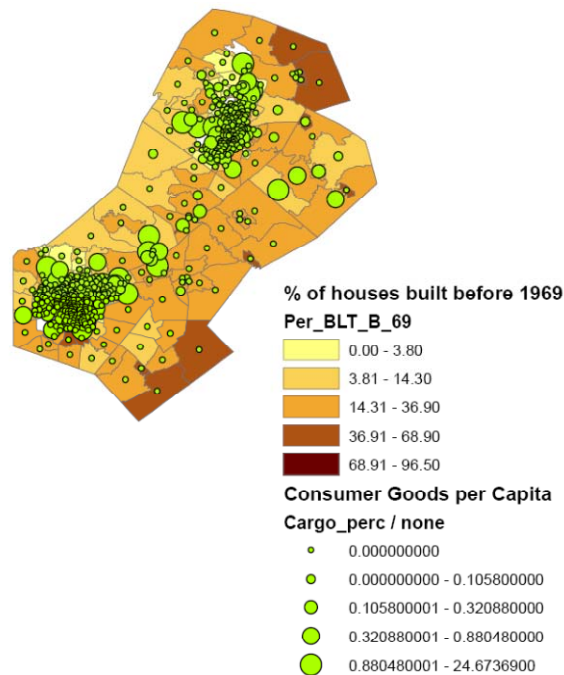 % of houses built before 1969
Per_BLT_B_69
0.00 - 3.80
3.81 - 14.30
14.31 - 36.90
36.91 - 68.90
68.91 - 96.50
Consumer Goods per Capita
Cargo_perc / none
0.000000000
0.000000000 - 0.105800000
0.105800001 - 0.320880000
0.320880001 - 0.880480000
0.880480001 - 24.6736900